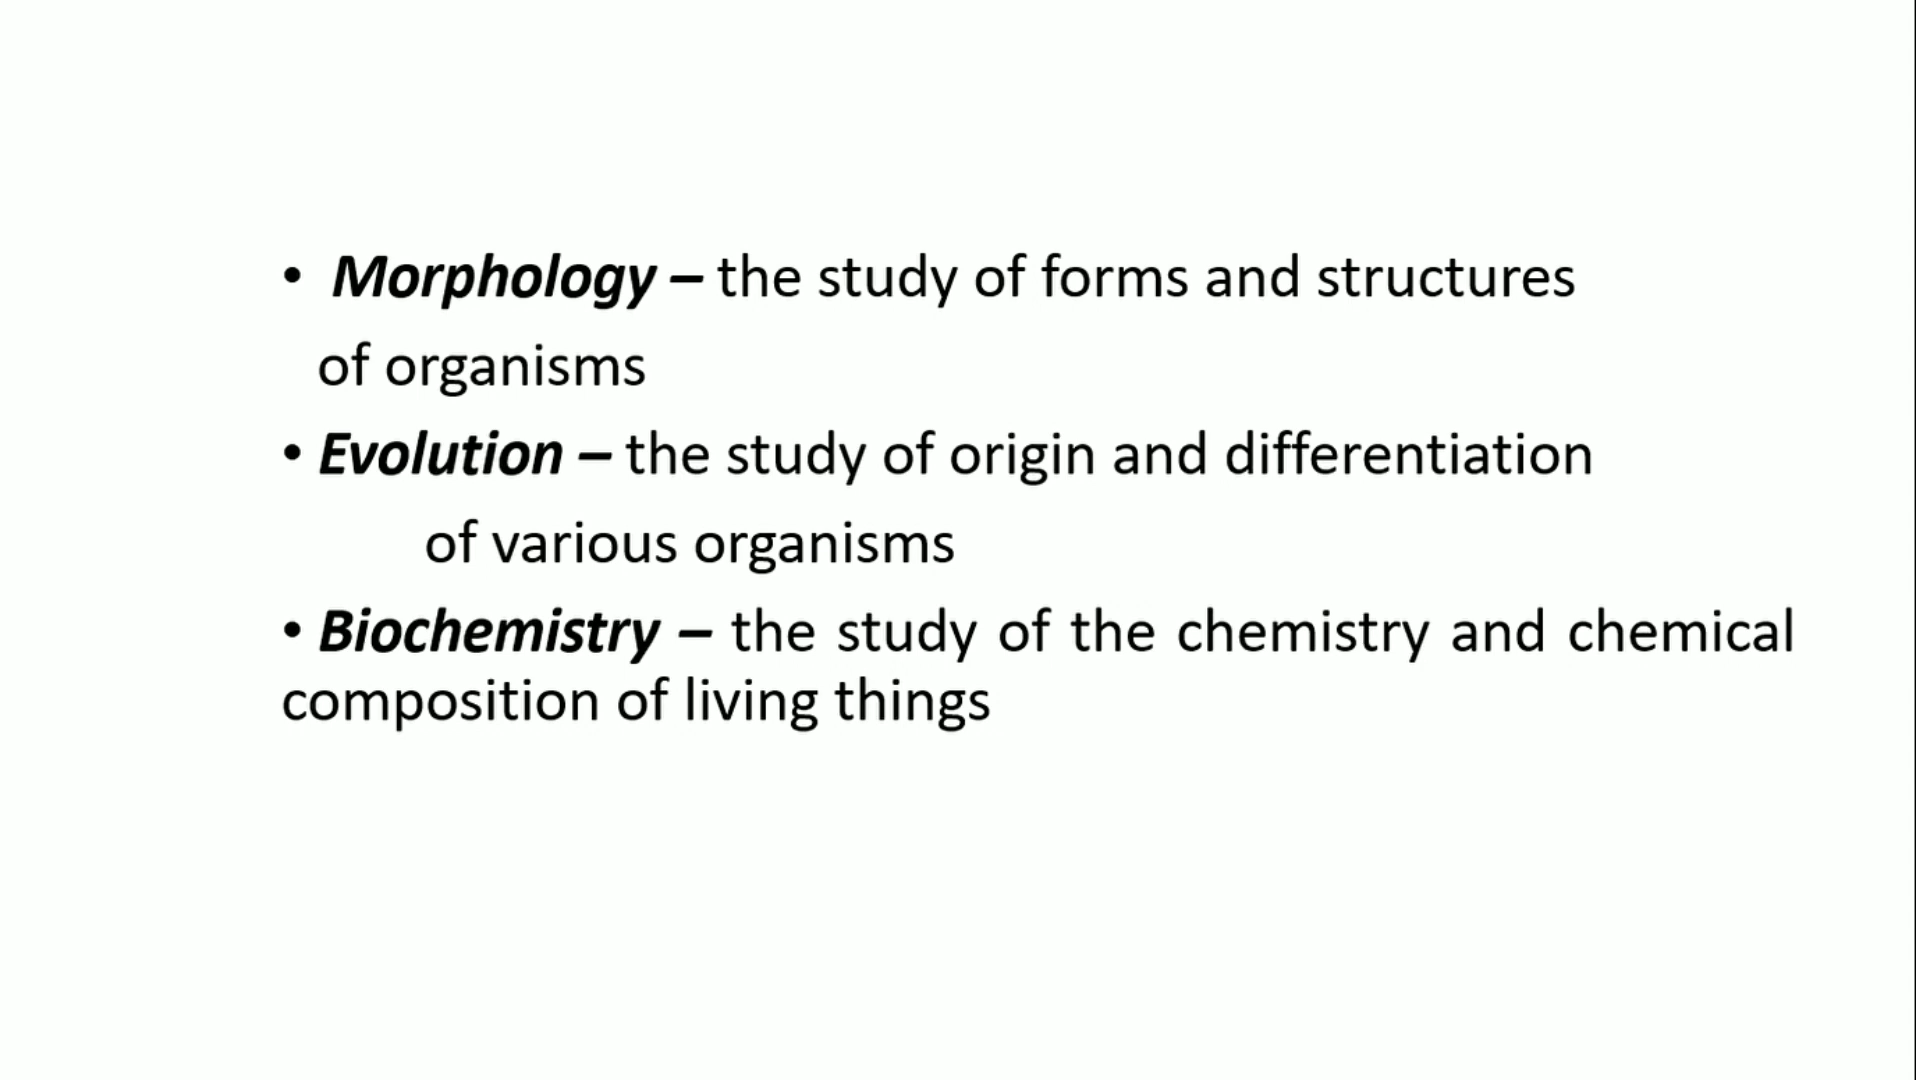 • Morphology – the study of forms and structures
of organisms
• Evolution – the study of origin and differentiation
of various organisms
• Biochemistry – the study of the chemistry and chemical
composition of living things